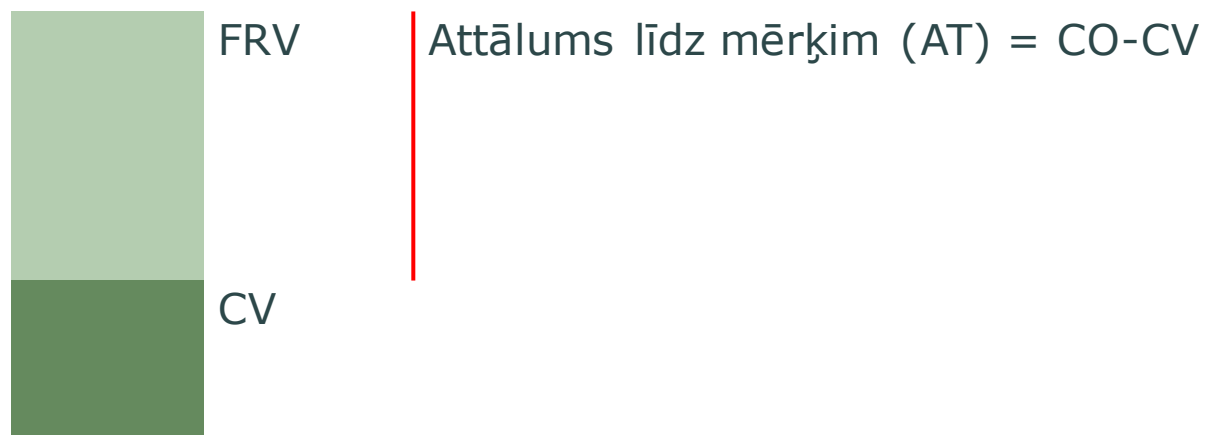 FRV
Attālums līdz mērķim (AT) = CO-CV
CV